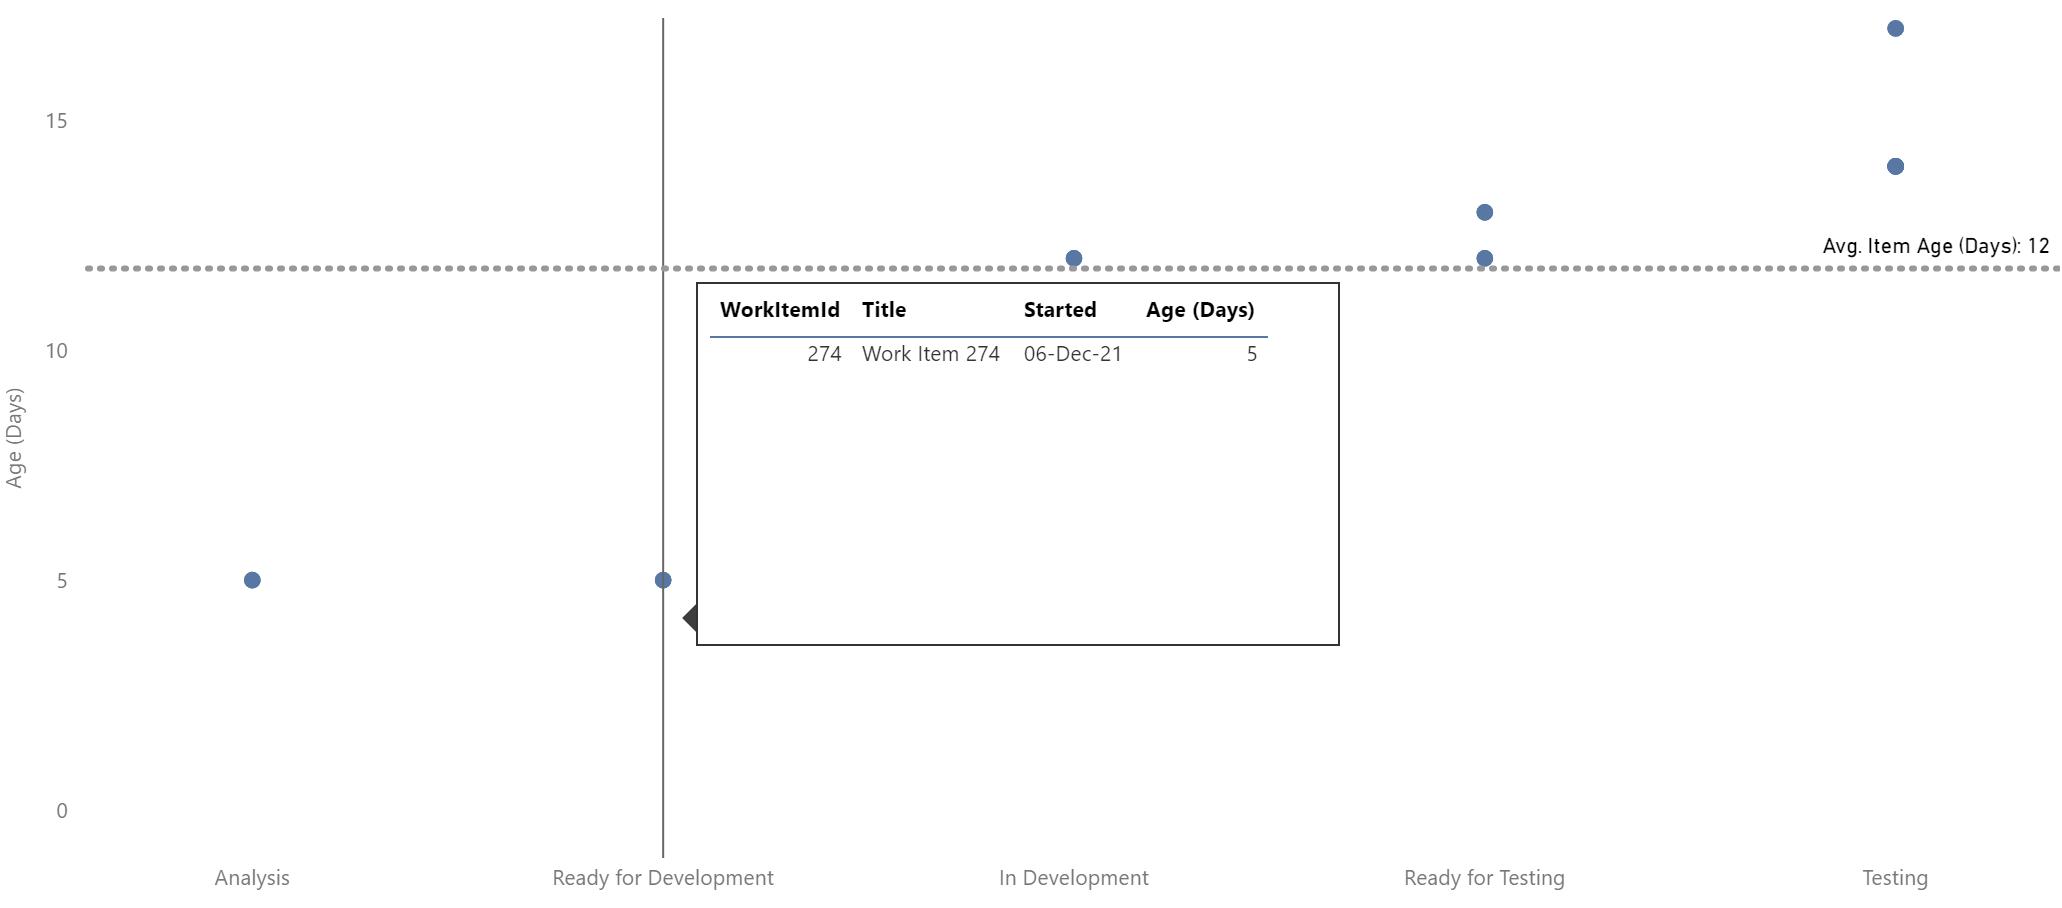 15
Avg. Item Age (Days): 12
WorkItemId Title Started Age (Days)
10
274 Work Item 274 06-Dec-21 5
Age (Days)
5
0
Analysis Ready for Development In Development Ready for Testing Testing